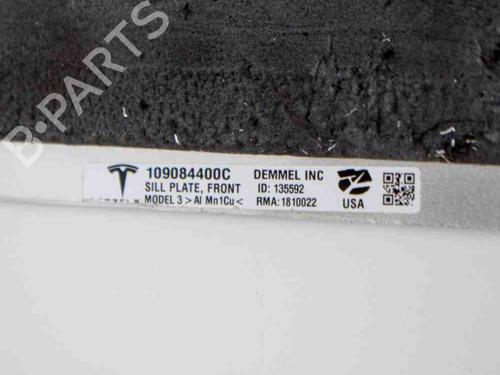 B-PARTS
109084400C
SILL PLATE, FRONT
MODEL 3 >Al Mn1Cu<
DEMMEL INC
ID: 135592
RMA:1810022
USA